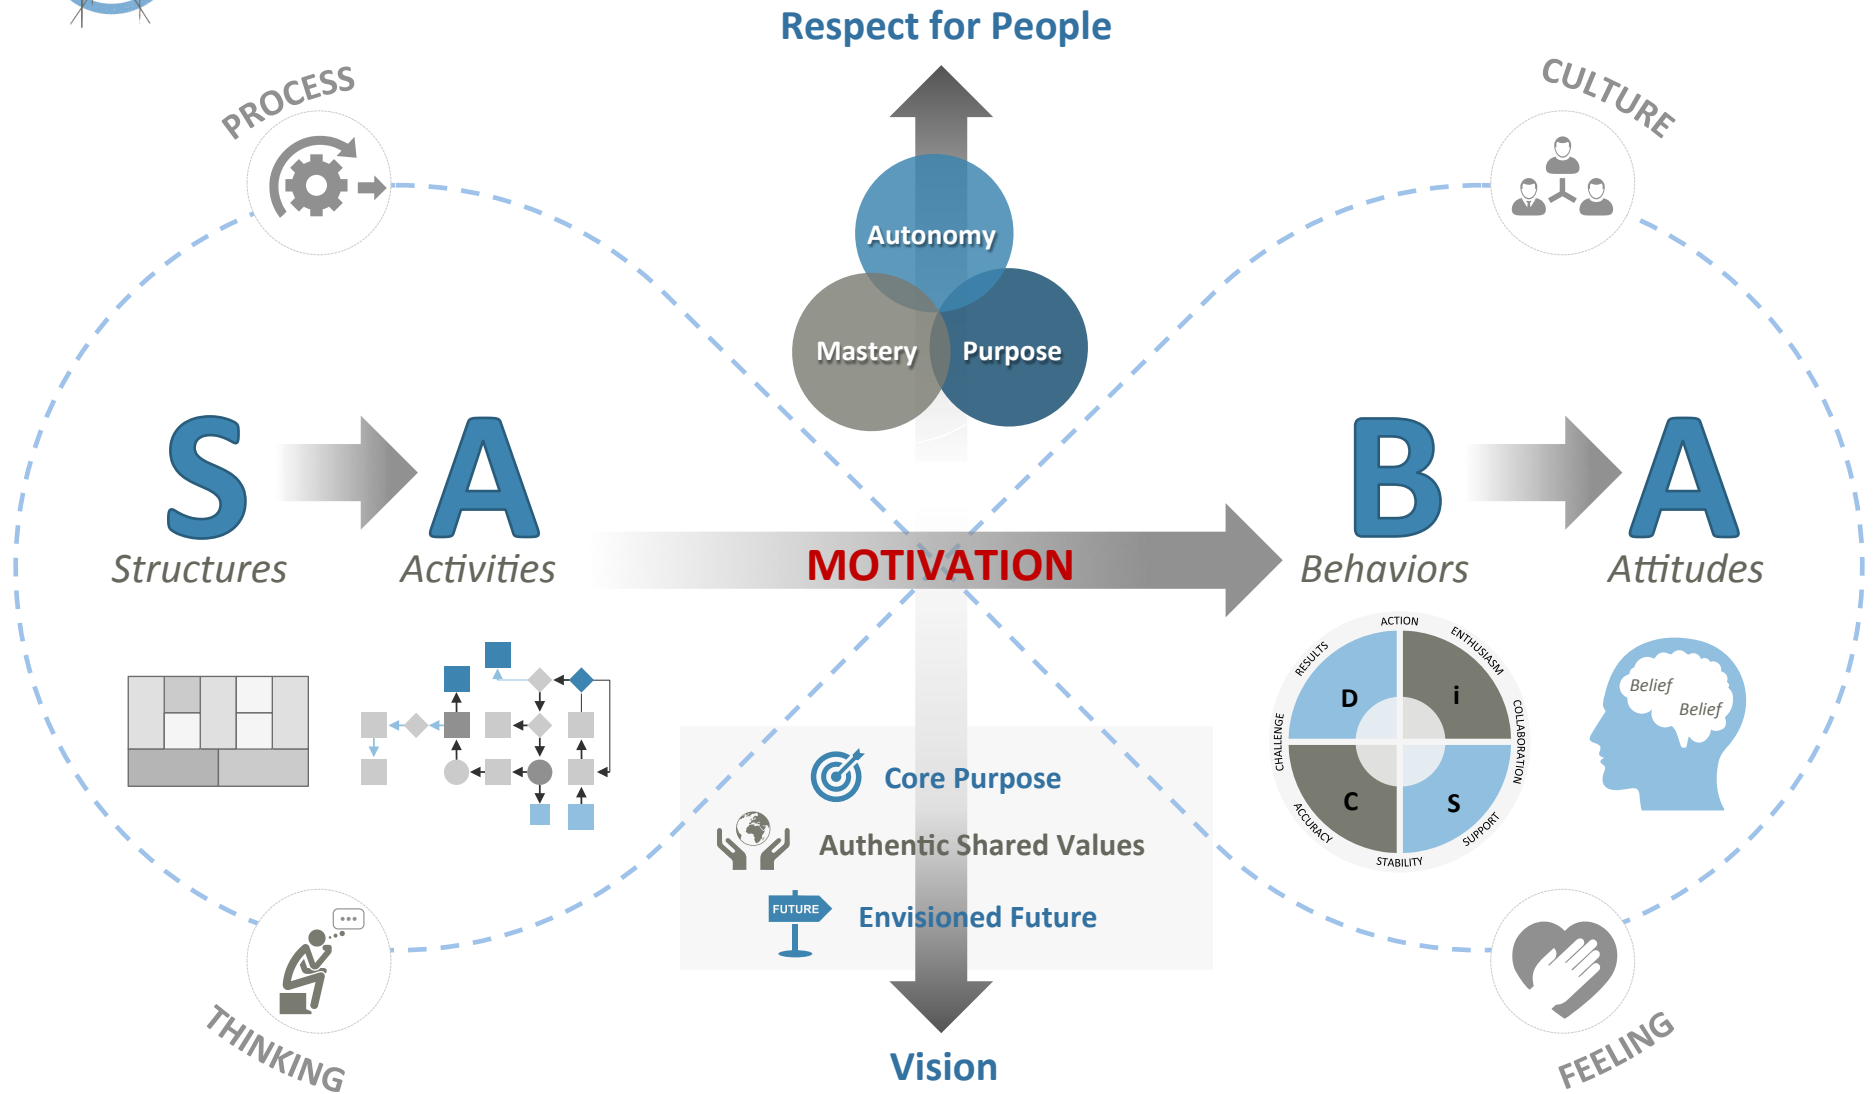 Respect for People
PROCESS
CULTURE
Autonomy
Mastery
Purpose
S
A
B
A
Structures
Activities
MOTIVATION
Behaviors
Attitudes
ACTION
ENTHUSIASM
RESULTS
D
i
CHALLENGE
COLLABORATION
C
S
ACCURACY
SUPPORT
STABILITY
Belief
Belief
Core Purpose
Authentic Shared Values
FUTURE
Envisioned Future
THINKING
FEELING
Vision